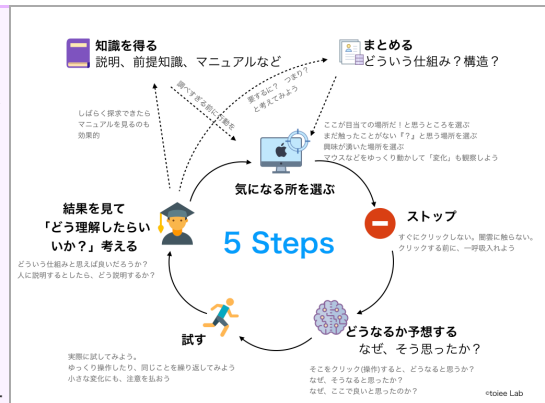 知識を得る
説明、前提知識、マニュアルなど
まとめる
どういう仕組み？構造？
調べすぎる前に行動を
要するに？ つまり？
と考えてみよう
しばらく探求できたら
マニュアルを見るのも
効果的
ここが目当ての場所だ！と思うところを選ぶ
まだ触ったことがない『？』と思う場所を選ぶ
興味が湧いた場所を選ぶ
マウスなどをゆっくり動かして「変化」も観察しよう
気になる所を選ぶ
結果を見て
「どう理解したらい
いか？」考える
どういう仕組みと思えば良いだろうか？
人に説明するとしたら、どう説明するか？
5 Steps
ストップ
すぐにクリックしない。闇雲に触らない。
クリックする前に、一呼吸入れよう
どうなるか予想する
なぜ、そう思ったか？
そこをクリック(操作)すると、どうなると思うか？
なぜ、そうなると思ったか？
なぜ、ここで良いと思ったのか？
試す
実際に試してみよう。
ゆっくり操作したり、同じことを繰り返してみよう
小さな変化にも、注意を払おう
©toiee Lab